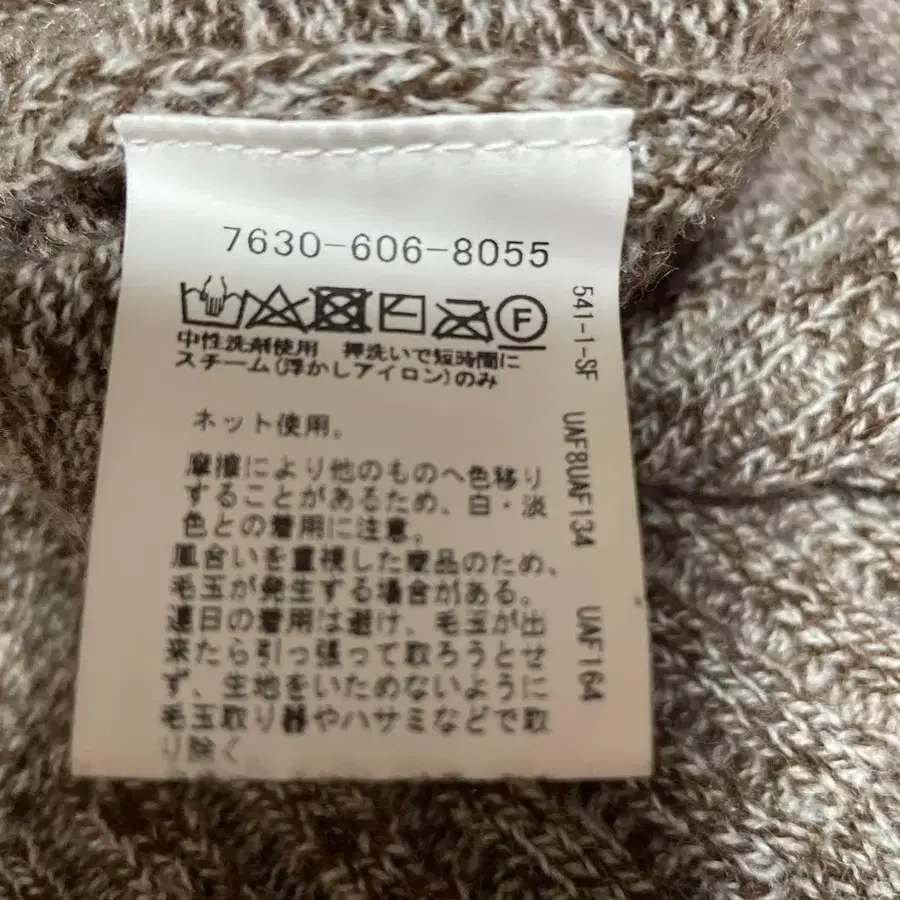 7630-606-8055
F
中性洗剤使用 押洗いで短時間に
スチーム(浮かしアイロン)のみ
ネット使用。
摩擦により他のものへ色移り
することがあるため、白・淡
色との着用に注意。
風合いを重視した商品のため、
毛玉が発生する場合がある。
連日の着用は避け、毛玉が出
来たら引っ張って取ろうとせ
ず、生地をいためないように
毛玉取り器やハサミなどで取
り除く
541-1-SF UAF8UAF134 UAF164